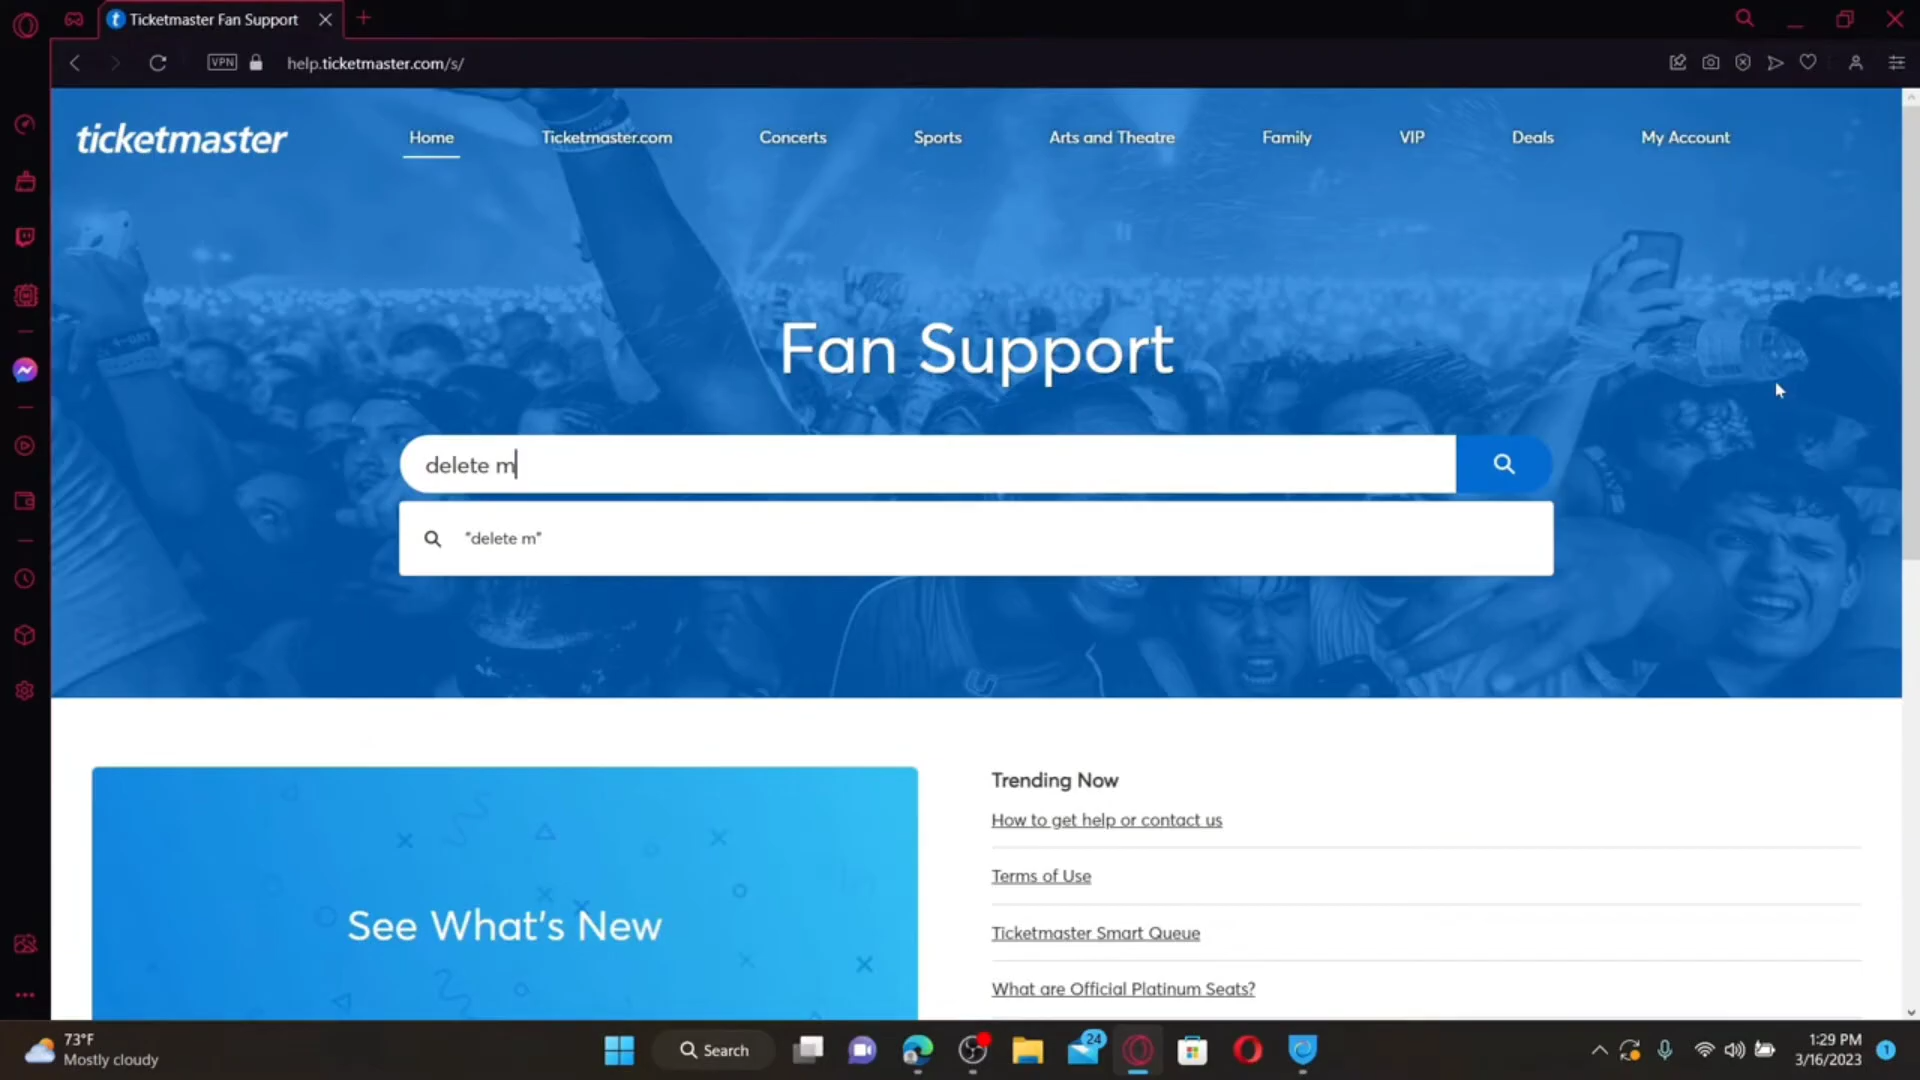 Ticketmaster Fan Support
VPN
help.ticketmaster.com/s/
ticketmaster
Home
Ticketmaster.com
Concerts
Sports
Arts and Theatre
Family
VIP
Deals
My Account
Fan Support
delete m
"delete m"
See What's New
Trending Now
How to get help or contact us
Terms of Use
Ticketmaster Smart Queue
What are Official Platinum Seats?
73°F
Mostly cloudy
Search
24
1:29 PM
3/16/2023
1